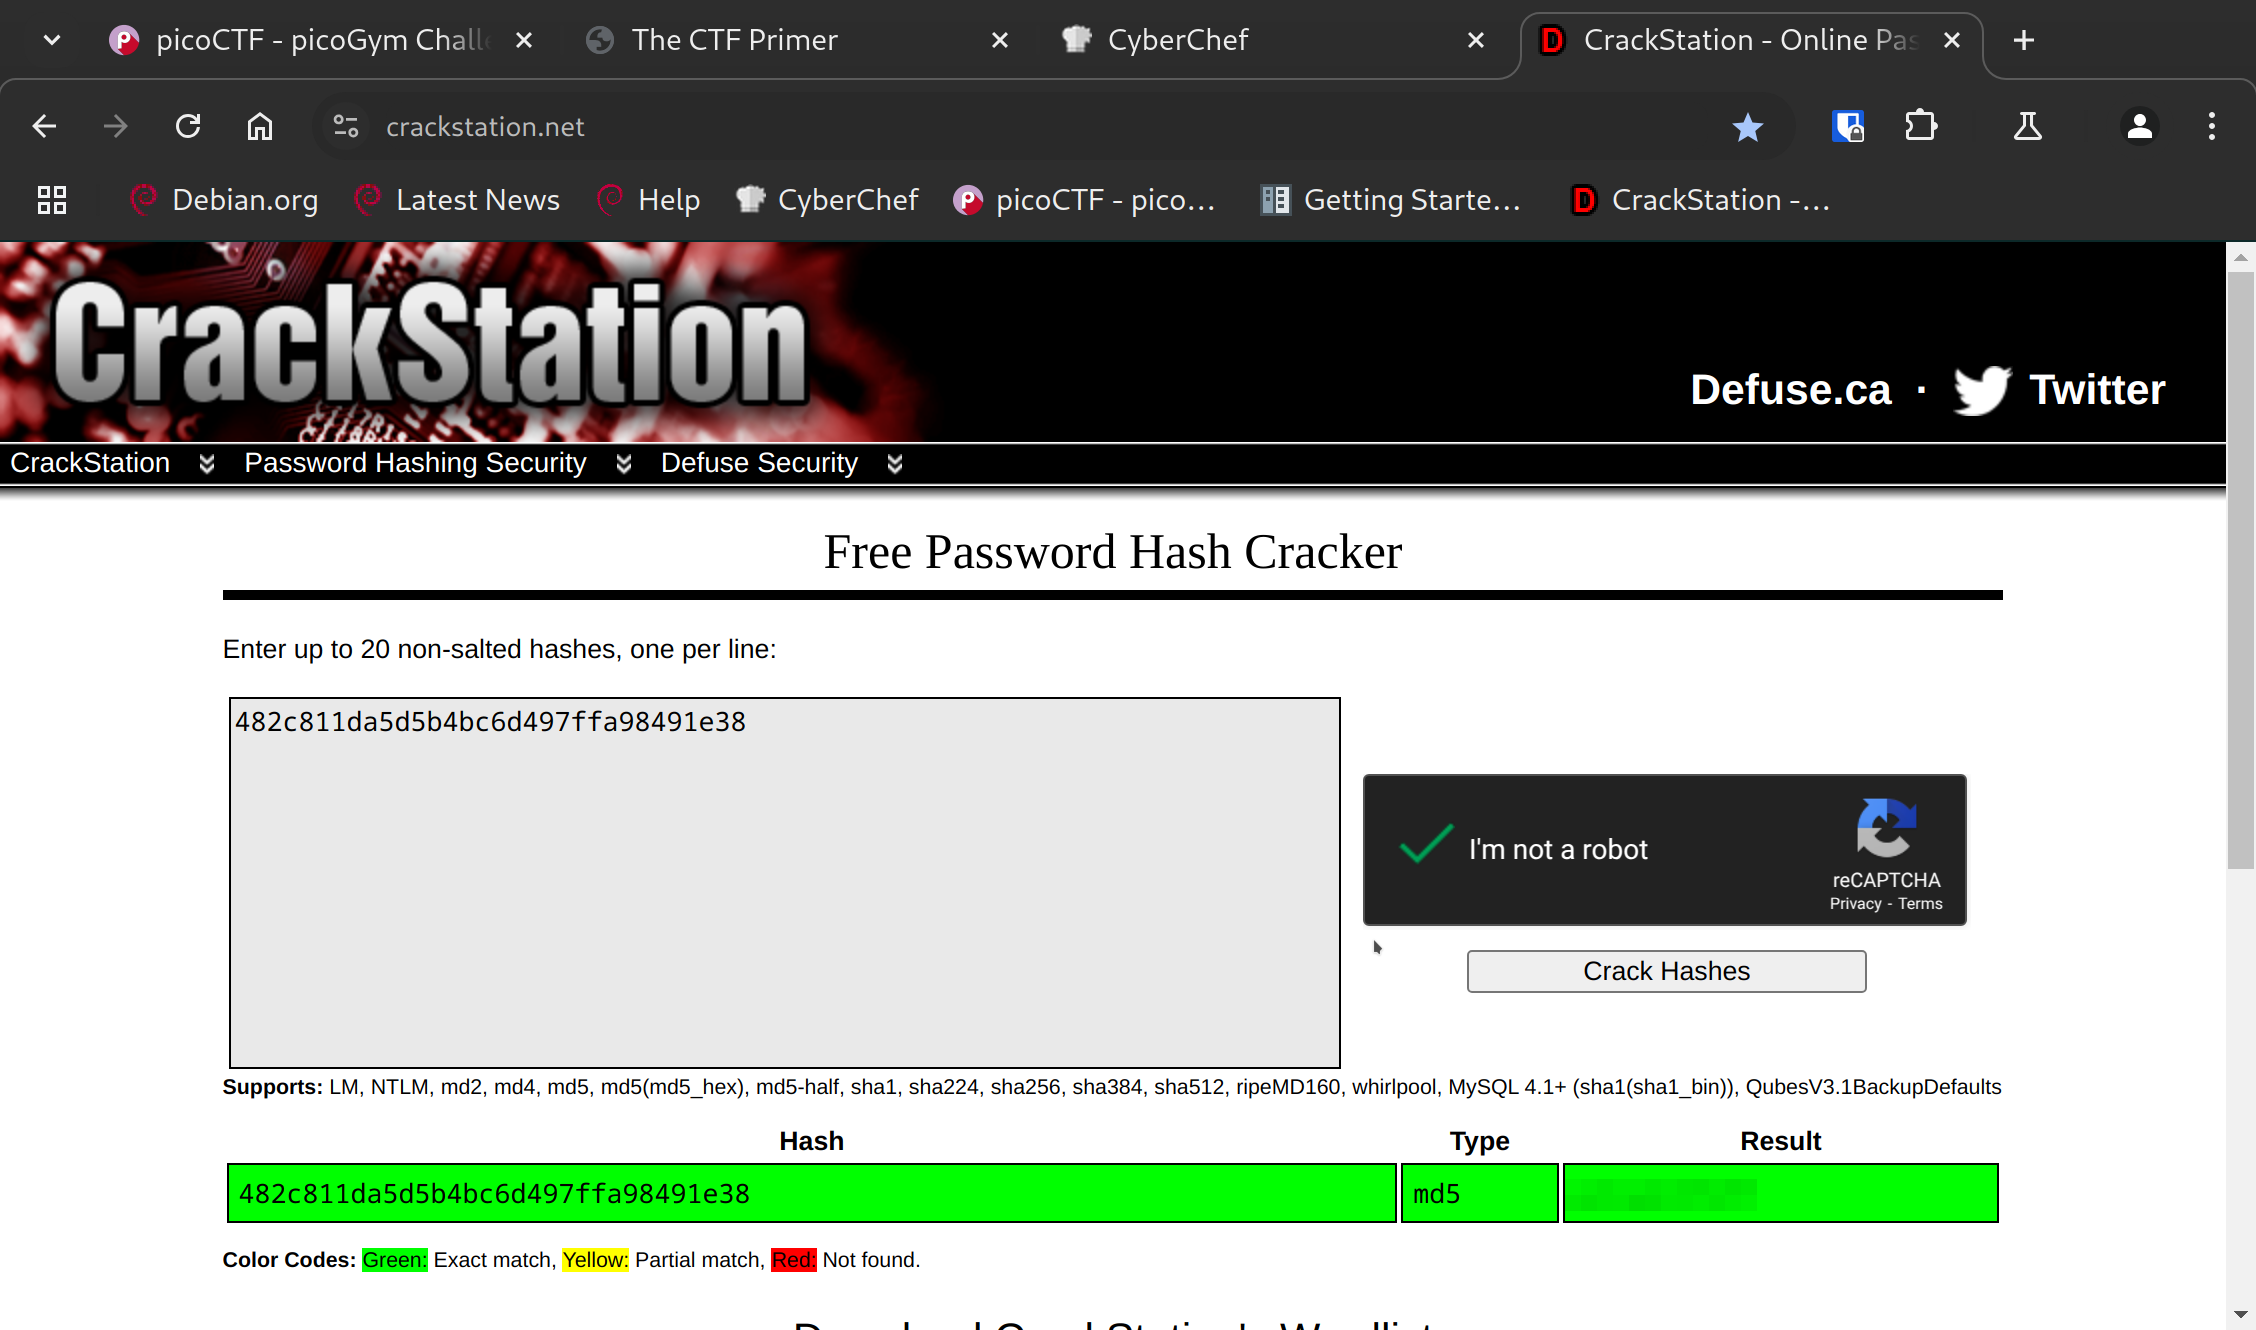 picoCTF - picoGym Challe
The CTF Primer
CyberChef
CrackStation - Online Pas
crackstation.net
Debian.org
Latest News
Help
CyberChef
picoCTF - pico...
Getting Starte...
CrackStation -...
CrackStation
Defuse.ca · Twitter
CrackStation Password Hashing Security Defuse Security
Free Password Hash Cracker
Enter up to 20 non-salted hashes, one per line:
482c811da5d5b4bc6d497ffa98491e38
I'm not a robot
reCAPTCHA
Privacy - Terms
Crack Hashes
Supports: LM, NTLM, md2, md4, md5, md5(md5_hex), md5-half, sha1, sha224, sha256, sha384, sha512, ripeMD160, whirlpool, MySQL 4.1+ (sha1(sha1_bin)), QubesV3.1BackupDefaults
Hash Type Result
482c811da5d5b4bc6d497ffa98491e38 md5
Color Codes: Green: Exact match, Yellow: Partial match, Red: Not found.